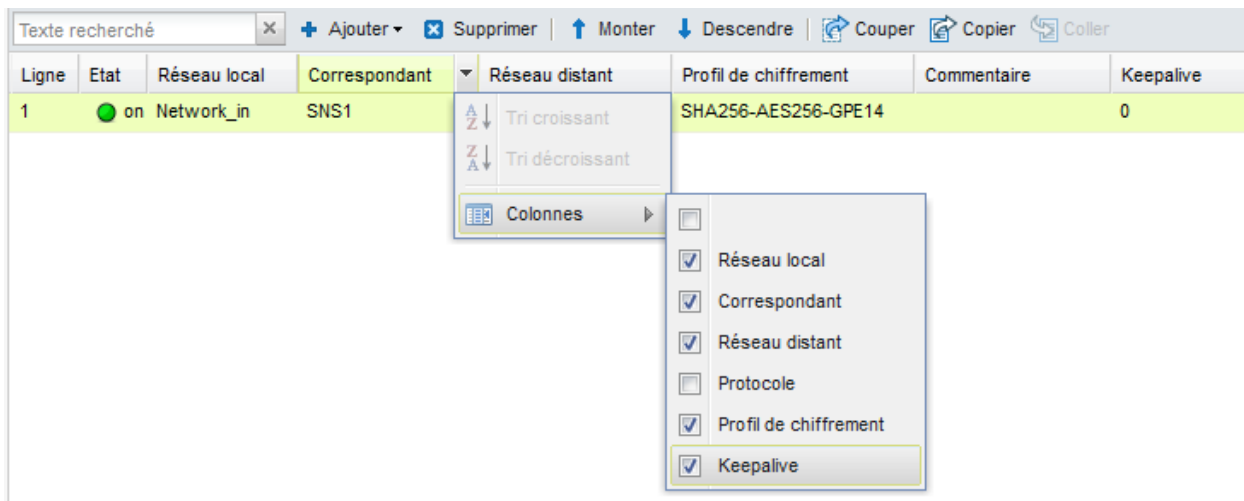 Texte recherché Ajouter Supprimer Monter Descendre Couper Copier Coller
Ligne Etat Réseau local Correspondant Réseau distant Profil de chiffrement Commentaire Keepalive
1 on Network_in SNS1 SHA256-AES256-GPE14 0
Tri croissant
Tri décroissant
Colonnes
Réseau local
Correspondant
Réseau distant
Protocole
Profil de chiffrement
Keepalive